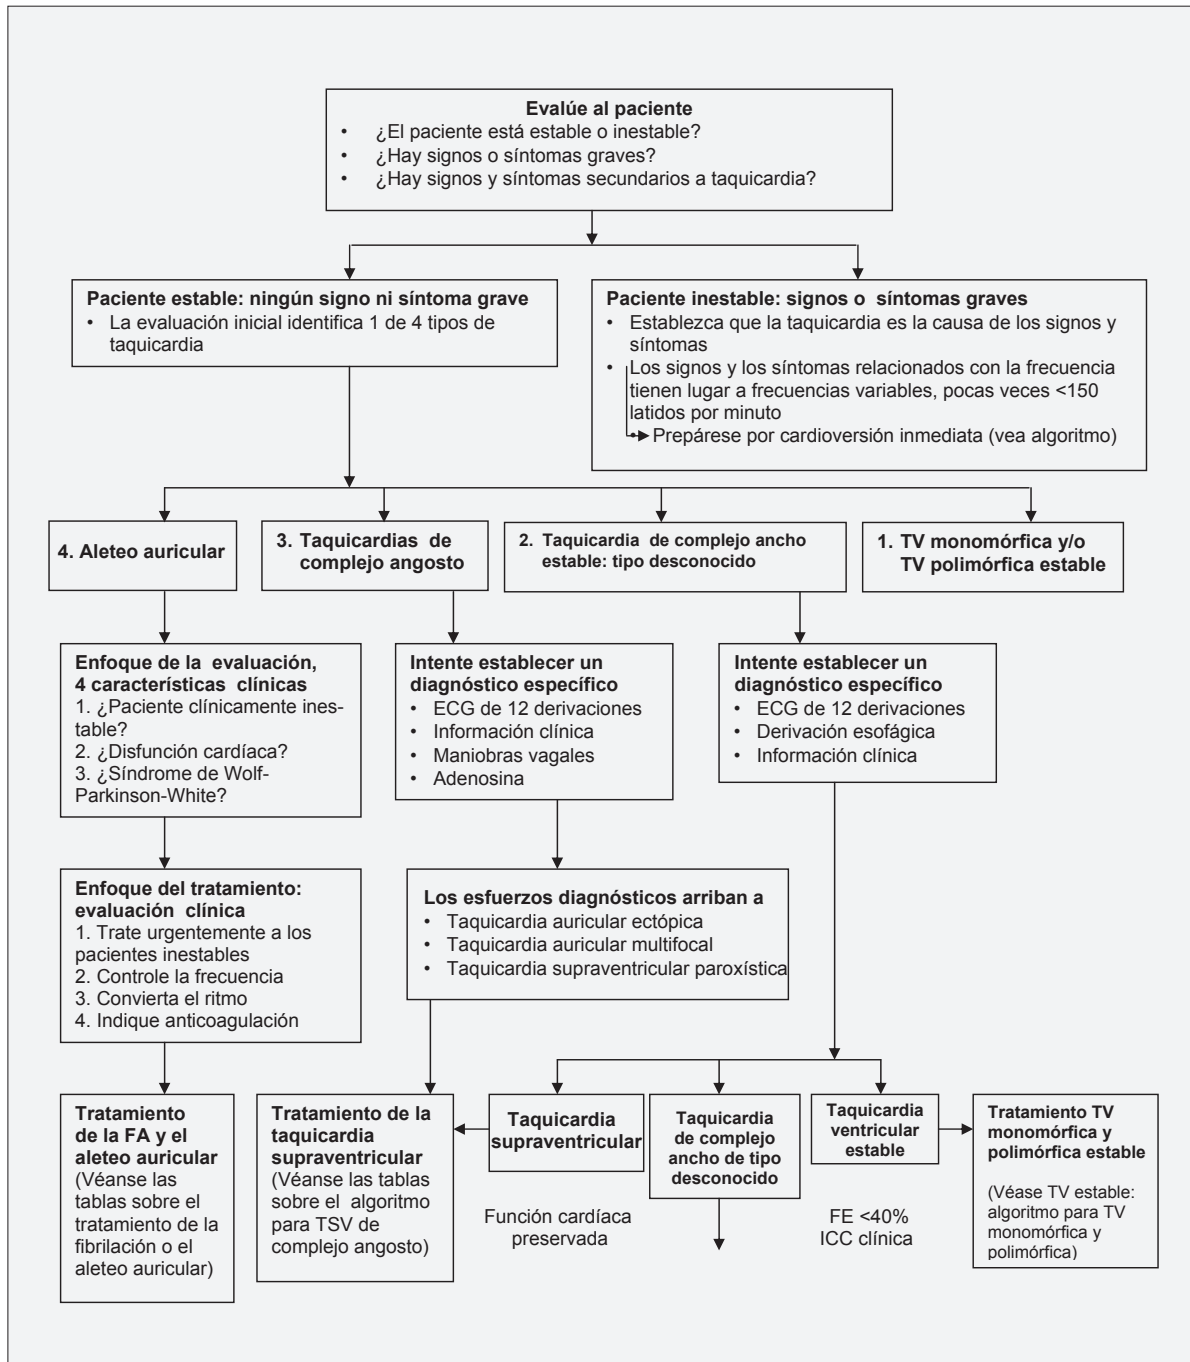 Evalúe al paciente
• ¿El paciente está estable o inestable?
• ¿Hay signos o síntomas graves?
• ¿Hay signos y síntomas secundarios a taquicardia?
Paciente estable: ningún signo ni síntoma grave
• La evaluación inicial identifica 1 de 4 tipos de
taquicardia
Paciente inestable: signos o síntomas graves
• Establezca que la taquicardia es la causa de los signos y
síntomas
• Los signos y los síntomas relacionados con la frecuencia
tienen lugar a frecuencias variables, pocas veces <150
latidos por minuto
• Prepárese por cardioversión inmediata (vea algoritmo)
4. Aleteo auricular
3. Taquicardias de
complejo angosto
2. Taquicardia de complejo ancho
estable: tipo desconocido
1. TV monomórfica y/o
TV polimórfica estable
Enfoque de la evaluación,
4 características clínicas
1. ¿Paciente clínicamente ines-
table?
2. ¿Disfunción cardíaca?
3. ¿Síndrome de Wolf-
Parkinson-White?
Intente establecer un
diagnóstico específico
• ECG de 12 derivaciones
• Información clínica
• Maniobras vagales
• Adenosina
Intente establecer un
diagnóstico específico
• ECG de 12 derivaciones
• Derivación esofágica
• Información clínica
Enfoque del tratamiento:
evaluación clínica
1. Trate urgentemente a los
pacientes inestables
2. Controle la frecuencia
3. Convierta el ritmo
4. Indique anticoagulación
Los esfuerzos diagnósticos arriban a
• Taquicardia auricular ectópica
• Taquicardia auricular multifocal
• Taquicardia supraventricular paroxística
Tratamiento
de la FA y el
aleteo auricular
(Véanse las
tablas sobre el
tratamiento de la
fibrilación o el
aleteo auricular)
Tratamiento de la
taquicardia
supraventricular
(Véanse las tablas
sobre el algoritmo
para TSV de
complejo angosto)
Taquicardia
supraventricular
Taquicardia
de complejo
ancho de tipo
desconocido
Taquicardia
ventricular
estable
Tratamiento TV
monomórfica y
polimórfica estable
(Véase TV estable:
algoritmo para TV
monomórfica y
polimórfica)
Función cardíaca
preservada
FE <40%
ICC clínica